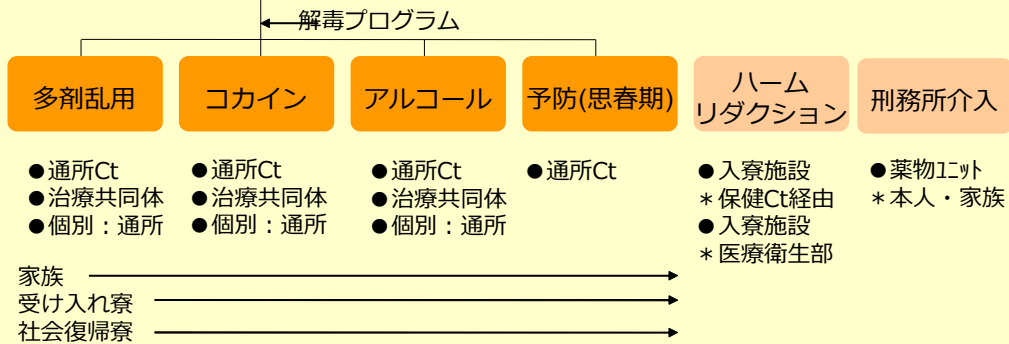 解毒プログラム
多剤乱用
コカイン
アルコール
予防(思春期)
ハーム
リダクション
刑務所介入
●通所Ct
●治療共同体
●個別：通所
●通所Ct
●治療共同体
●個別：通所
●通所Ct
●治療共同体
●個別：通所
●通所Ct
●入寮施設
＊保健Ct経由
●入寮施設
＊医療衛生部
●薬物ﾕﾆｯﾄ
＊本人・家族
家族
受け入れ寮
社会復帰寮